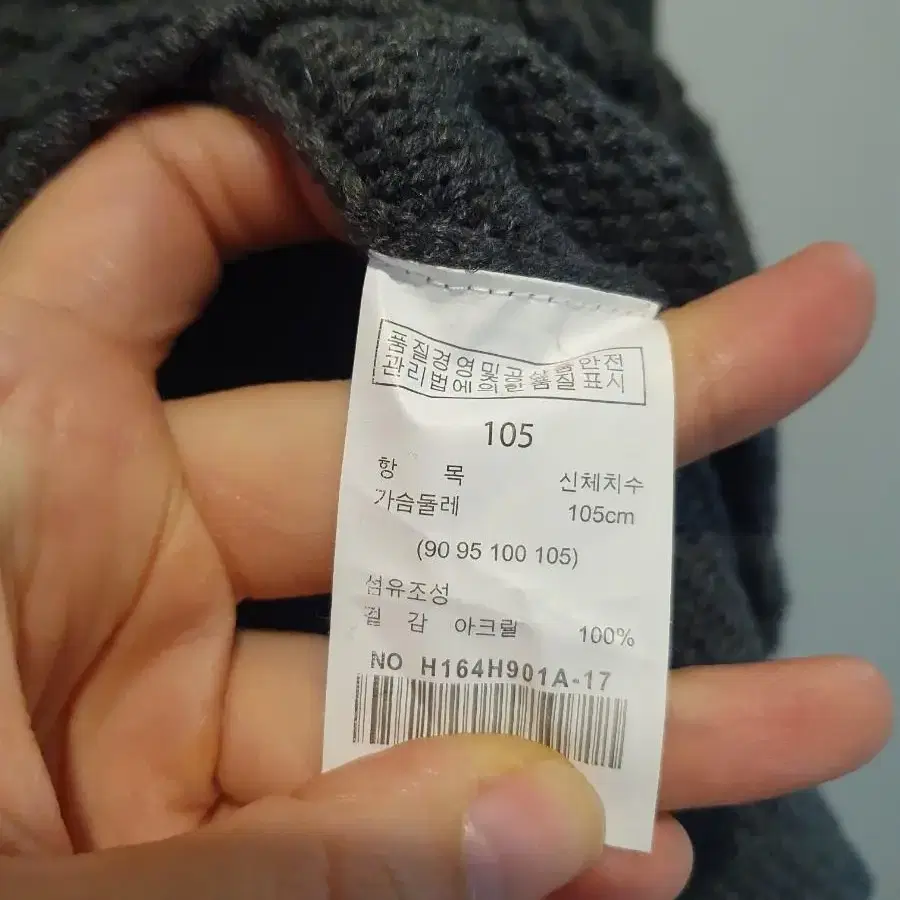 품질경영및공산품안전
관리법에의한품질표시
105
항 목 신체치수
가슴둘레 105cm
(90 95 100 105)
섬유조성
겉 감 아크릴 100%
NO H164H901A-17